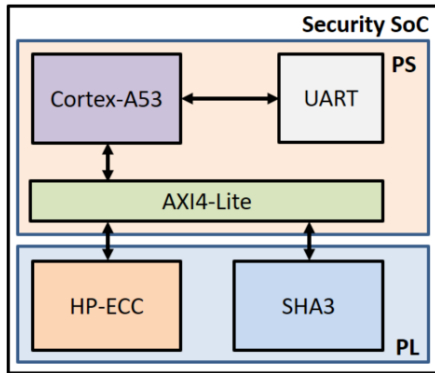 Security SoC
PS
Cortex-A53
UART
AXI4-Lite
HP-ECC
SHA3
PL